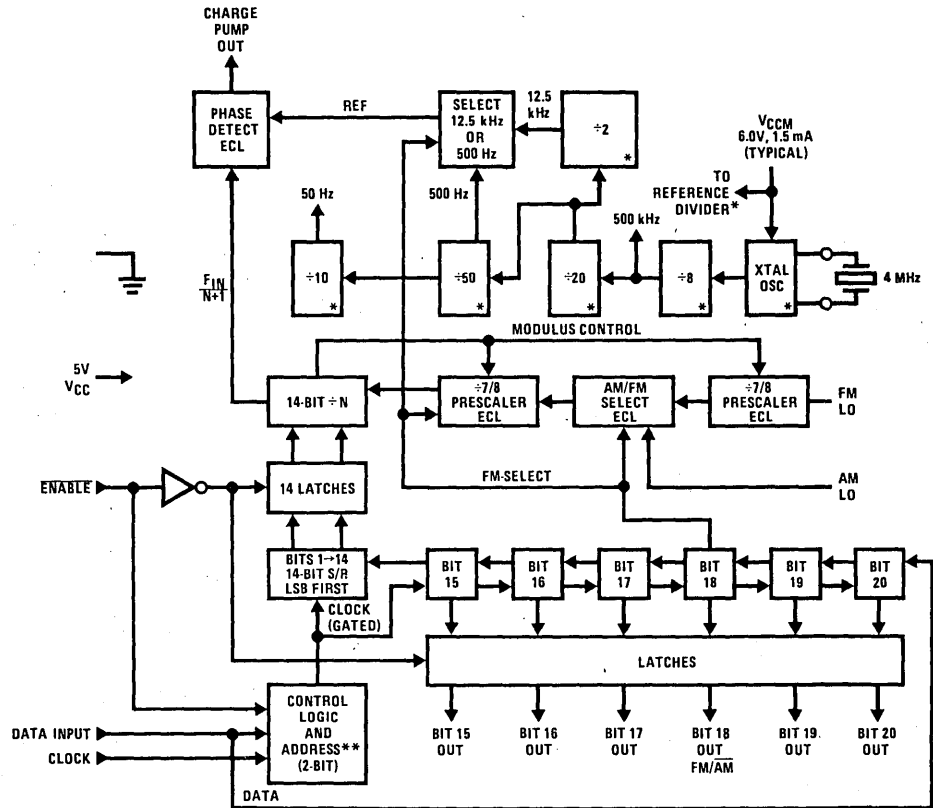 CHARGE
PUMP
OUT
PHASE
DETECT
ECL
REF
SELECT
12.5 kHz
OR
500 Hz
12.5
kHz
÷2
*
VCCM
6.0V, 1.5 mA
(TYPICAL)
TO
REFERENCE
DIVIDER*
50 Hz
500 Hz
500 kHz
÷10
*
÷50
*
÷20
*
÷8
*
XTAL
OSC
*
4 MHz
FIN
N+1
MODULUS CONTROL
5V
VCC
14-BIT ÷N
÷7/8
PRESCALER
ECL
AM/FM
SELECT
ECL
÷7/8
PRESCALER
ECL
FM
LO
ENABLE
14 LATCHES
FM-SELECT
AM
LO
BITS 1→14
14-BIT S/R
LSB FIRST
BIT
15
BIT
16
BIT
17
BIT
18
BIT
19
BIT
20
CLOCK
(GATED)
LATCHES
CONTROL
LOGIC
AND
ADDRESS**
(2-BIT)
DATA INPUT
CLOCK
BIT 15
OUT
BIT 16
OUT
BIT 17
OUT
BIT 18
OUT
FM/AM
BIT 19
OUT
BIT 20
OUT
DATA